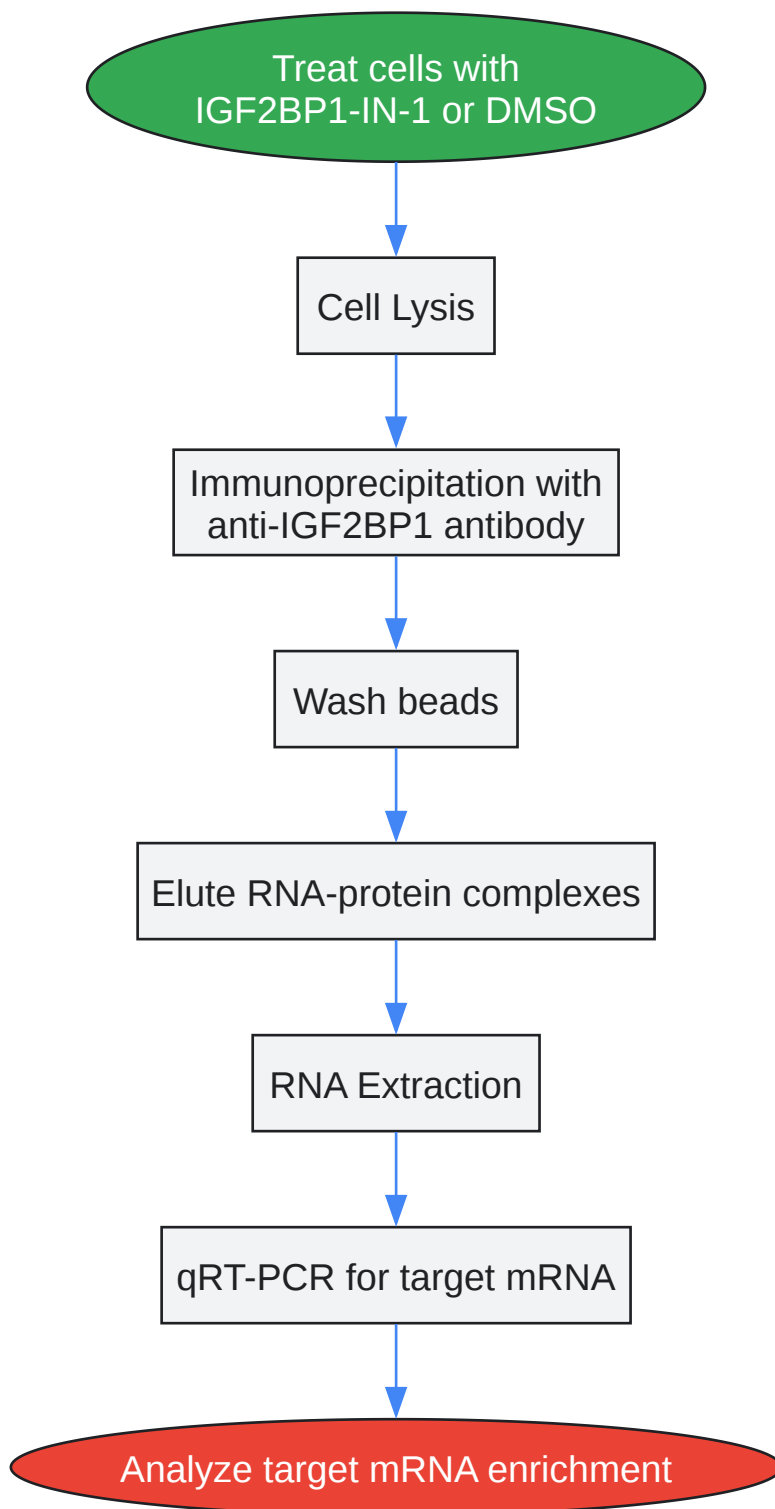 Treat cells with
IGF2BP1-IN-1 or DMSO
Cell Lysis
Immunoprecipitation with
anti-IGF2BP1 antibody
Wash beads
Elute RNA-protein complexes
RNA Extraction
qRT-PCR for target mRNA
Analyze target mRNA enrichment